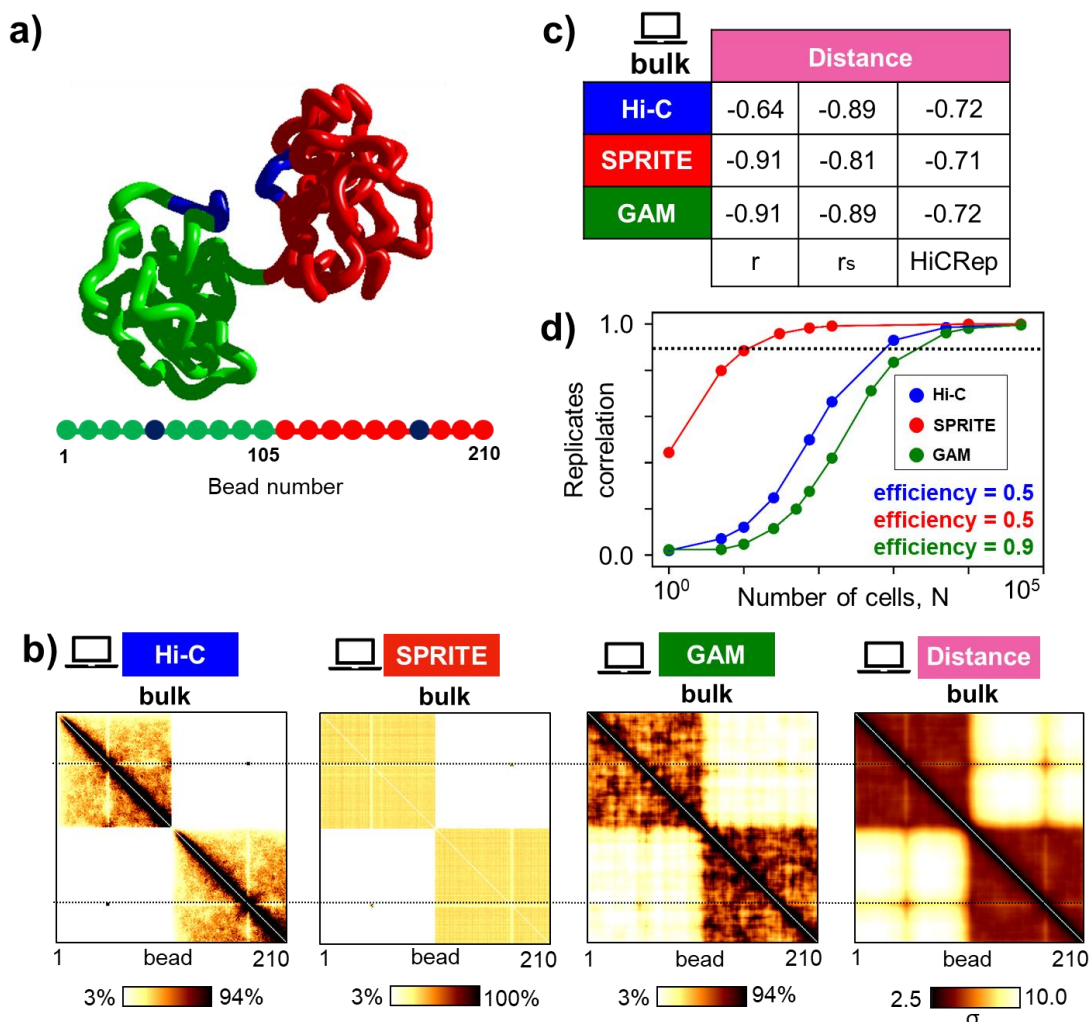 a)
1
105
210
Bead number
c)
bulk
Distance
Hi-C
-0.64
-0.89
-0.72
SPRITE
-0.91
-0.81
-0.71
GAM
-0.91
-0.89
-0.72
r
rs
HiCRep
d)
1.0
Replicates
correlation
0.0
Hi-C
SPRITE
GAM
efficiency = 0.5
efficiency = 0.5
efficiency = 0.9
10⁰
Number of cells, N
10⁵
b)
Hi-C
bulk
1
bead
210
3%
94%
SPRITE
bulk
1
bead
210
3%
100%
GAM
bulk
1
bead
210
3%
94%
Distance
bulk
1
bead
210
2.5
10.0
σ